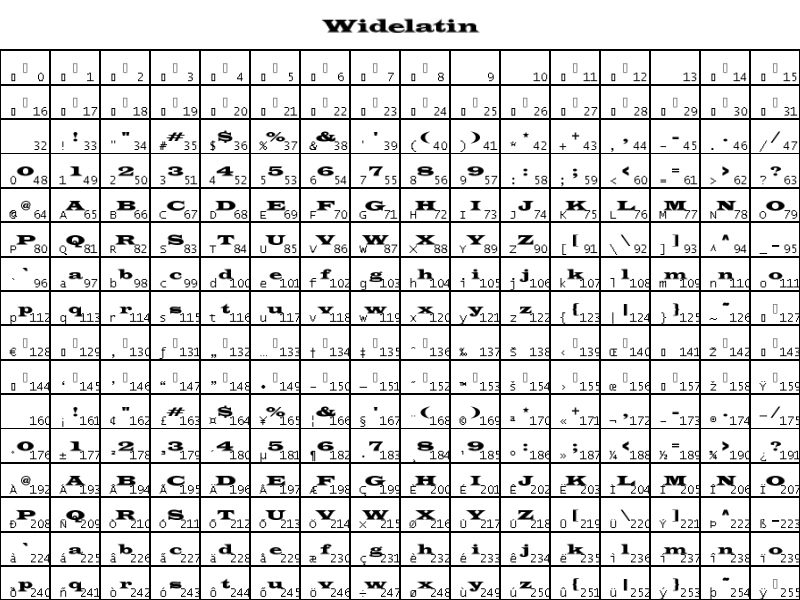 Widelatin
0 1 2 3 4 5 6 7 8 9 10 11 12 13 14 15
16 17 18 19 20 21 22 23 24 25 26 27 28 29 30 31
32 ! ! 33 " " 34 # # 35 $ $ 36 % % 37 & & 38 ' ' 39 ( ( 40 ) ) 41 * * 42 + + 43 , , 44 - - 45 . . 46 / / 47
0 0 48 1 1 49 2 2 50 3 3 51 4 4 52 5 5 53 6 6 54 7 7 55 8 8 56 9 9 57 : : 58 ; ; 59 < < 60 = = 61 > > 62 ? ? 63
@ @ 64 A A 65 B B 66 C C 67 D D 68 E E 69 F F 70 G G 71 H H 72 I I 73 J J 74 K K 75 L L 76 M M 77 N N 78 O O 79
P P 80 Q Q 81 R R 82 S S 83 T T 84 U U 85 V V 86 W W 87 X X 88 Y Y 89 Z Z 90 [ [ 91 \ \ 92 ] ] 93 ^ ^ 94 _ - 95
` ` 96 a a 97 b b 98 c c 99 d d 100 e e 101 f f 102 g g 103 h h 104 i i 105 j j 106 k k 107 l l 108 m m 109 n n 110 o o 111
p p 112 q q 113 r r 114 s s 115 t t 116 u u 117 v v 118 w w 119 x x 120 y y 121 z z 122 { { 123 | | 124 } } 125 ~ ~ 126 127
€ 128 129 ‚ 130 ƒ 131 „ 132 … 133 † 134 ‡ 135 ˆ 136 ‰ 137 Š 138 ‹ 139 Œ 140 141 Ž 142 143
144 ‘ 145 ’ 146 “ 147 ” 148 • 149 – 150 — 151 ˜ 152 ™ 153 š 154 › 155 œ 156 157 ž 158 Ÿ 159
160 ¡ ! 161 ¢ " 162 £ # 163 ¤ $ 164 ¥ % 165 ¦ & 166 § ' 167 ¨ ( 168 © ) 169 ª * 170 « + 171 ¬ , 172 - 173 ® . 174 ¯ / 175
° 0 176 ± 1 177 ² 2 178 ³ 3 179 ´ 4 180 µ 5 181 ¶ 6 182 · 7 183 ¸ 8 184 ¹ 9 185 º : 186 » ; 187 ¼ < 188 ½ = 189 ¾ > 190 ¿ ? 191
À @ 192 Á A 193 Â B 194 Ã C 195 Ä D 196 Å E 197 Æ F 198 Ç G 199 È H 200 É I 201 Ê J 202 Ë K 203 Ì L 204 Í M 205 Î N 206 Ï O 207
Ð P 208 Ñ Q 209 Ò R 210 Ó S 211 Ô T 212 Õ U 213 Ö V 214 × W 215 Ø X 216 Ù Y 217 Ú Z 218 Û [ 219 Ü \ 220 Ý ] 221 Þ ^ 222 ß - 223
à ` 224 á a 225 â b 226 ã c 227 ä d 228 å e 229 æ f 230 ç g 231 è h 232 é i 233 ê j 234 ë k 235 ì l 236 í m 237 î n 238 ï o 239
ð p 240 ñ q 241 ò r 242 ó s 243 ô t 244 õ u 245 ö v 246 ÷ w 247 ø x 248 ù y 249 ú z 250 û { 251 ü | 252 ý } 253 þ ~ 254 ÿ 255